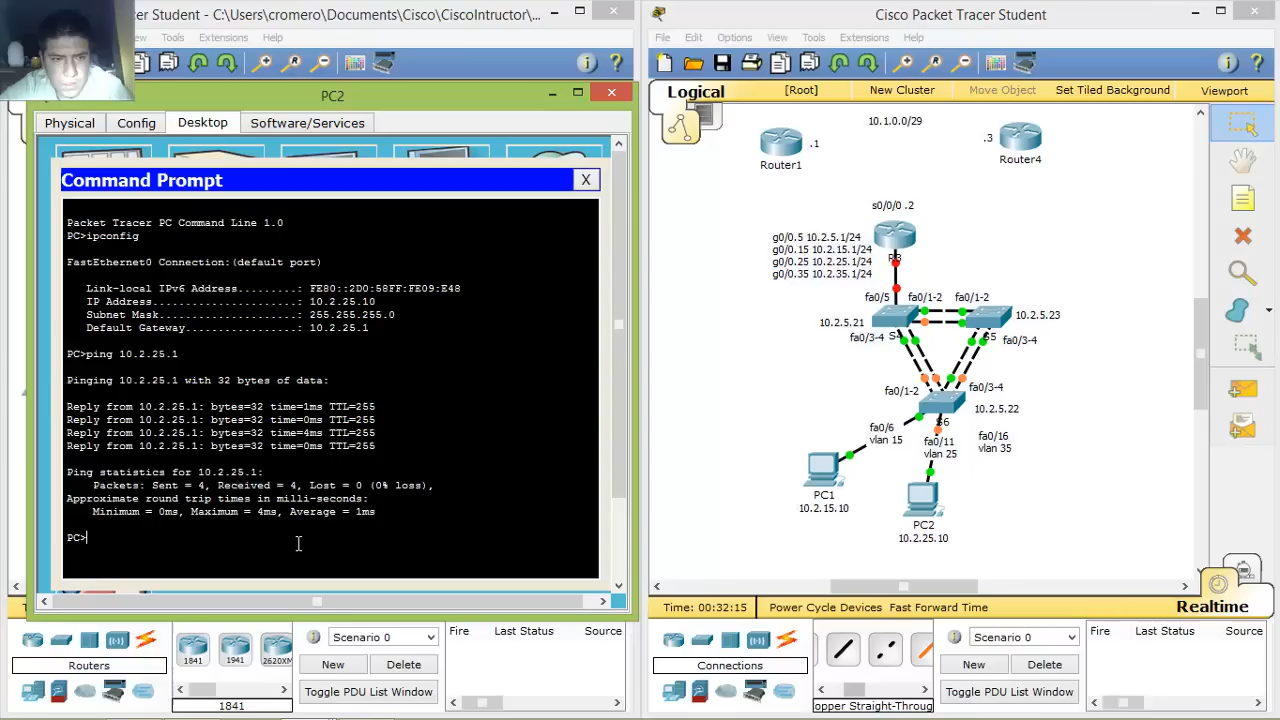 cer Student - C:\Users\cromero\Documents\Cisco\CiscoIntructor\...
ew Tools Extensions Help
PC2
Physical Config Desktop Software/Services
Command Prompt
X
Packet Tracer PC Command Line 1.0
PC>ipconfig
FastEthernet0 Connection:(default port)
Link-local IPv6 Address.........: FE80::2D0:58FF:FE09:E48
IP Address......................: 10.2.25.10
Subnet Mask.....................: 255.255.255.0
Default Gateway.................: 10.2.25.1
PC>ping 10.2.25.1
Pinging 10.2.25.1 with 32 bytes of data:
Reply from 10.2.25.1: bytes=32 time=1ms TTL=255
Reply from 10.2.25.1: bytes=32 time=0ms TTL=255
Reply from 10.2.25.1: bytes=32 time=4ms TTL=255
Reply from 10.2.25.1: bytes=32 time=0ms TTL=255
Ping statistics for 10.2.25.1:
Packets: Sent = 4, Received = 4, Lost = 0 (0% loss),
Approximate round trip times in milli-seconds:
Minimum = 0ms, Maximum = 4ms, Average = 1ms
PC>
Scenario 0
Fire Last Status Source
1841 1941 2620XM
Routers
New Delete
Toggle PDU List Window
1841
Cisco Packet Tracer Student
File Edit Options View Tools Extensions Help
Logical [Root] New Cluster Move Object Set Tiled Background Viewport
10.1.0.0/29
.1
Router1
.3
Router4
s0/0/0 .2
g0/0.5 10.2.5.1/24
g0/0.15 10.2.15.1/24
g0/0.25 10.2.25.1/24
g0/0.35 10.2.35.1/24
R3
fa0/5
fa0/1-2
fa0/1-2
10.2.5.21
10.2.5.23
S4
S5
fa0/3-4
fa0/3-4
fa0/1-2
fa0/3-4
10.2.5.22
S6
fa0/6
vlan 15
fa0/11
vlan 25
fa0/16
vlan 35
PC1
10.2.15.10
PC2
10.2.25.10
Time: 00:32:15 Power Cycle Devices Fast Forward Time
Realtime
Scenario 0
Fire Last Status Source
Connections
New Delete
Toggle PDU List Window
opper Straight-Throug